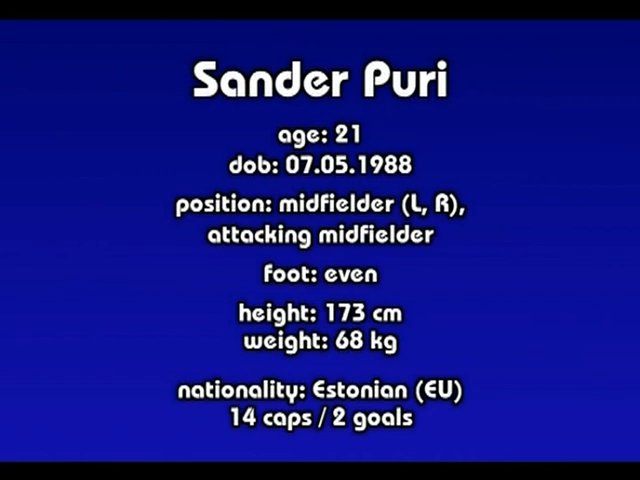 Sander Puri
age: 21
dob: 07.05.1988
position: midfielder (L, R),
attacking midfielder
foot: even
height: 173 cm
weight: 68 kg
nationality: Estonian (EU)
14 caps / 2 goals